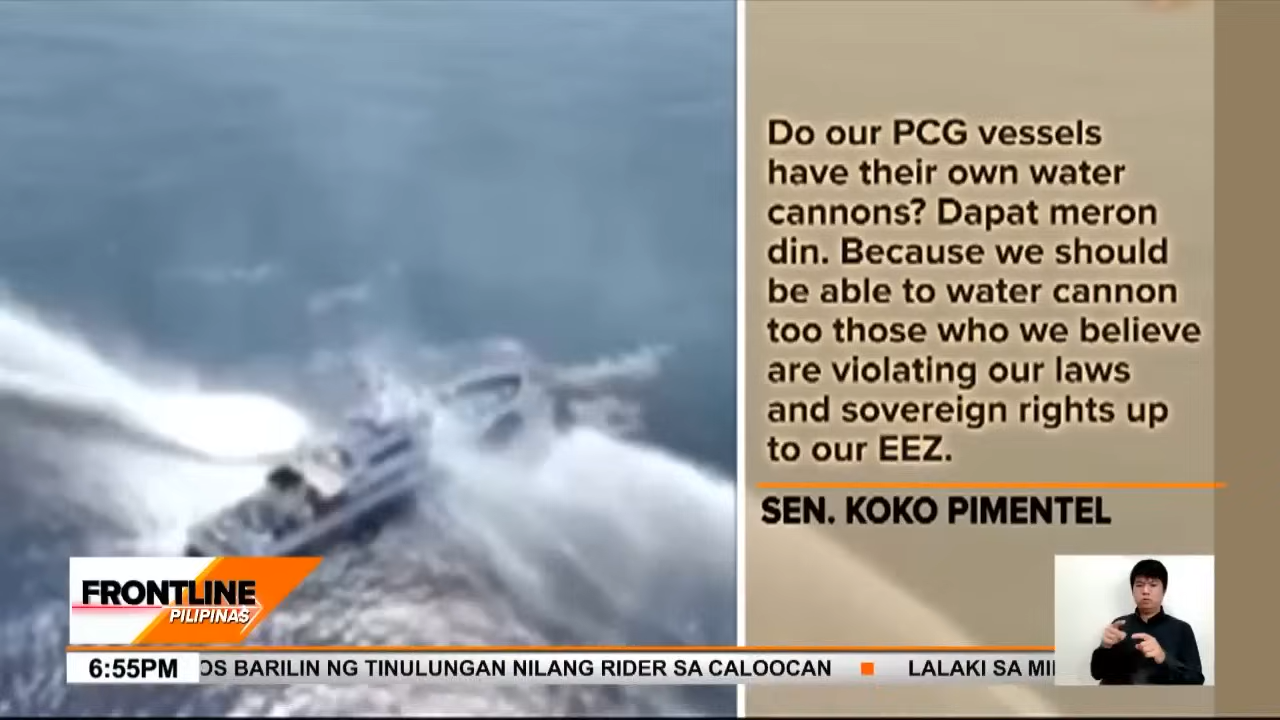 Do our PCG vessels
have their own water
cannons? Dapat meron
din. Because we should
be able to water cannon
too those who we believe
are violating our laws
and sovereign rights up
to our EEZ.
SEN. KOKO PIMENTEL
FRONTLINE
PILIPINAS
6:55PM OS BARILIN NG TINULUNGAN NILANG RIDER SA CALOOCAN LALAKI SA